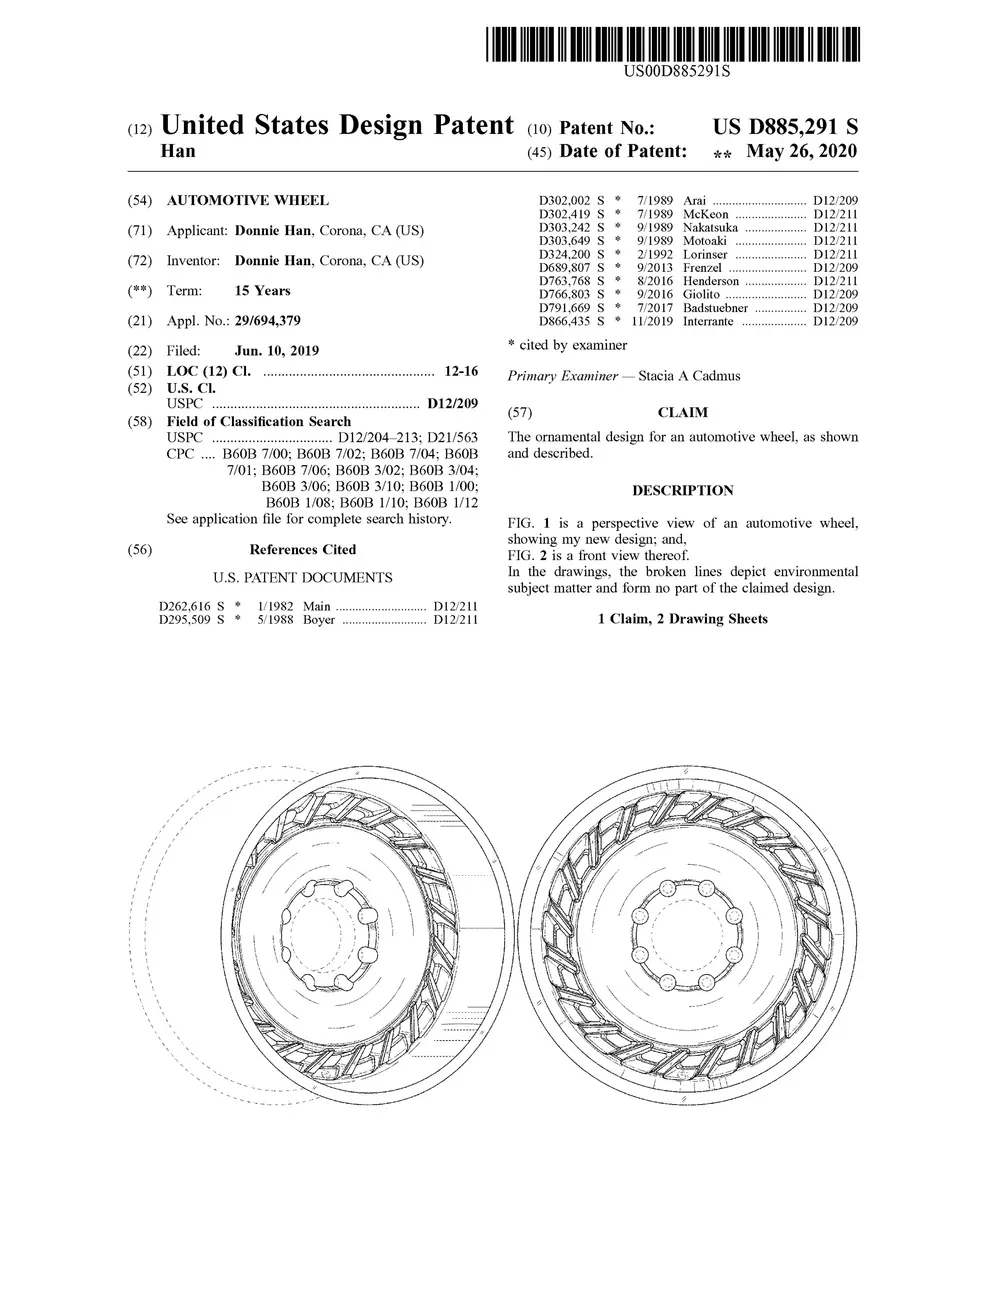 US00D885291S
(12) United States Design Patent
Han
(10) Patent No.: US D885,291 S
(45) Date of Patent: ** May 26, 2020
(54) AUTOMOTIVE WHEEL
(71) Applicant: Donnie Han, Corona, CA (US)
(72) Inventor: Donnie Han, Corona, CA (US)
(**) Term: 15 Years
(21) Appl. No.: 29/694,379
(22) Filed: Jun. 10, 2019
(51) LOC (12) Cl. ............................................... 12-16
(52) U.S. Cl.
USPC ........................................................ D12/209
(58) Field of Classification Search
USPC ................................ D12/204–213; D21/563
CPC .... B60B 7/00; B60B 7/02; B60B 7/04; B60B
7/01; B60B 7/06; B60B 3/02; B60B 3/04;
B60B 3/06; B60B 3/10; B60B 1/00;
B60B 1/08; B60B 1/10; B60B 1/12
See application file for complete search history.
(56) References Cited
U.S. PATENT DOCUMENTS
D262,616 S * 1/1982 Main ............................ D12/211
D295,509 S * 5/1988 Boyer .......................... D12/211
D302,002 S * 7/1989 Arai ............................. D12/209
D302,419 S * 7/1989 McKeon ...................... D12/211
D303,242 S * 9/1989 Nakatsuka ................... D12/211
D303,649 S * 9/1989 Motoaki ...................... D12/211
D324,200 S * 2/1992 Lorinser ...................... D12/211
D689,807 S * 9/2013 Frenzel ........................ D12/209
D763,768 S * 8/2016 Henderson ................... D12/211
D766,803 S * 9/2016 Giolito ......................... D12/209
D791,669 S * 7/2017 Badstuebner ................ D12/209
D866,435 S * 11/2019 Interrante .................... D12/209
* cited by examiner
Primary Examiner — Stacia A Cadmus
(57) CLAIM
The ornamental design for an automotive wheel, as shown
and described.
DESCRIPTION
FIG. 1 is a perspective view of an automotive wheel,
showing my new design; and,
FIG. 2 is a front view thereof.
In the drawings, the broken lines depict environmental
subject matter and form no part of the claimed design.
1 Claim, 2 Drawing Sheets